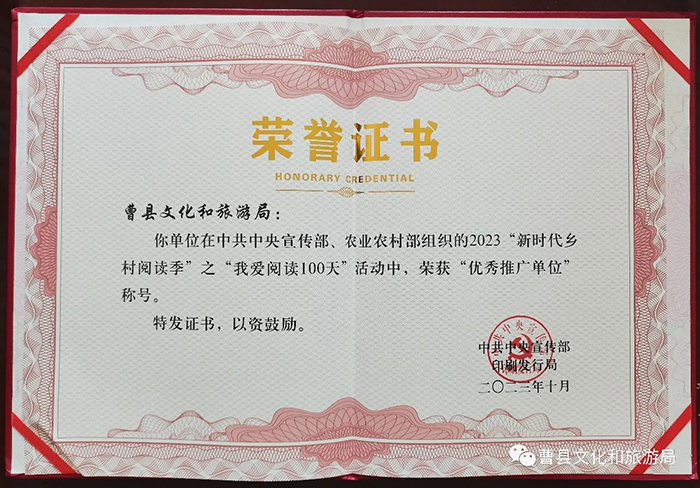 荣誉证书
HONORARY CREDENTIAL
曹县文化和旅游局：
你单位在中共中央宣传部、农业农村部组织的2023“新时代乡
村阅读季”之“我爱阅读100天”活动中，荣获“优秀推广单位”
称号。
特发证书，以资鼓励。
中共中央宣传部
印刷发行局
二〇二三年十月
曹县文化和旅游局